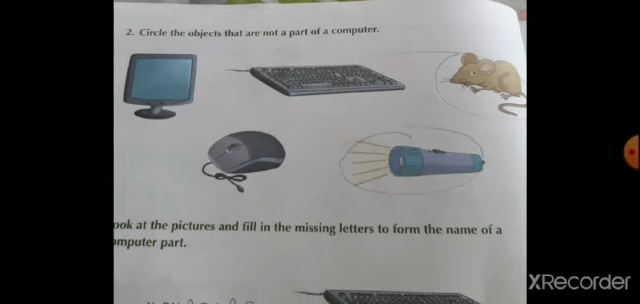 2. Circle the objects that are not a part of a computer.
ook at the pictures and fill in the missing letters to form the name of a
omputer part.
XRecorder